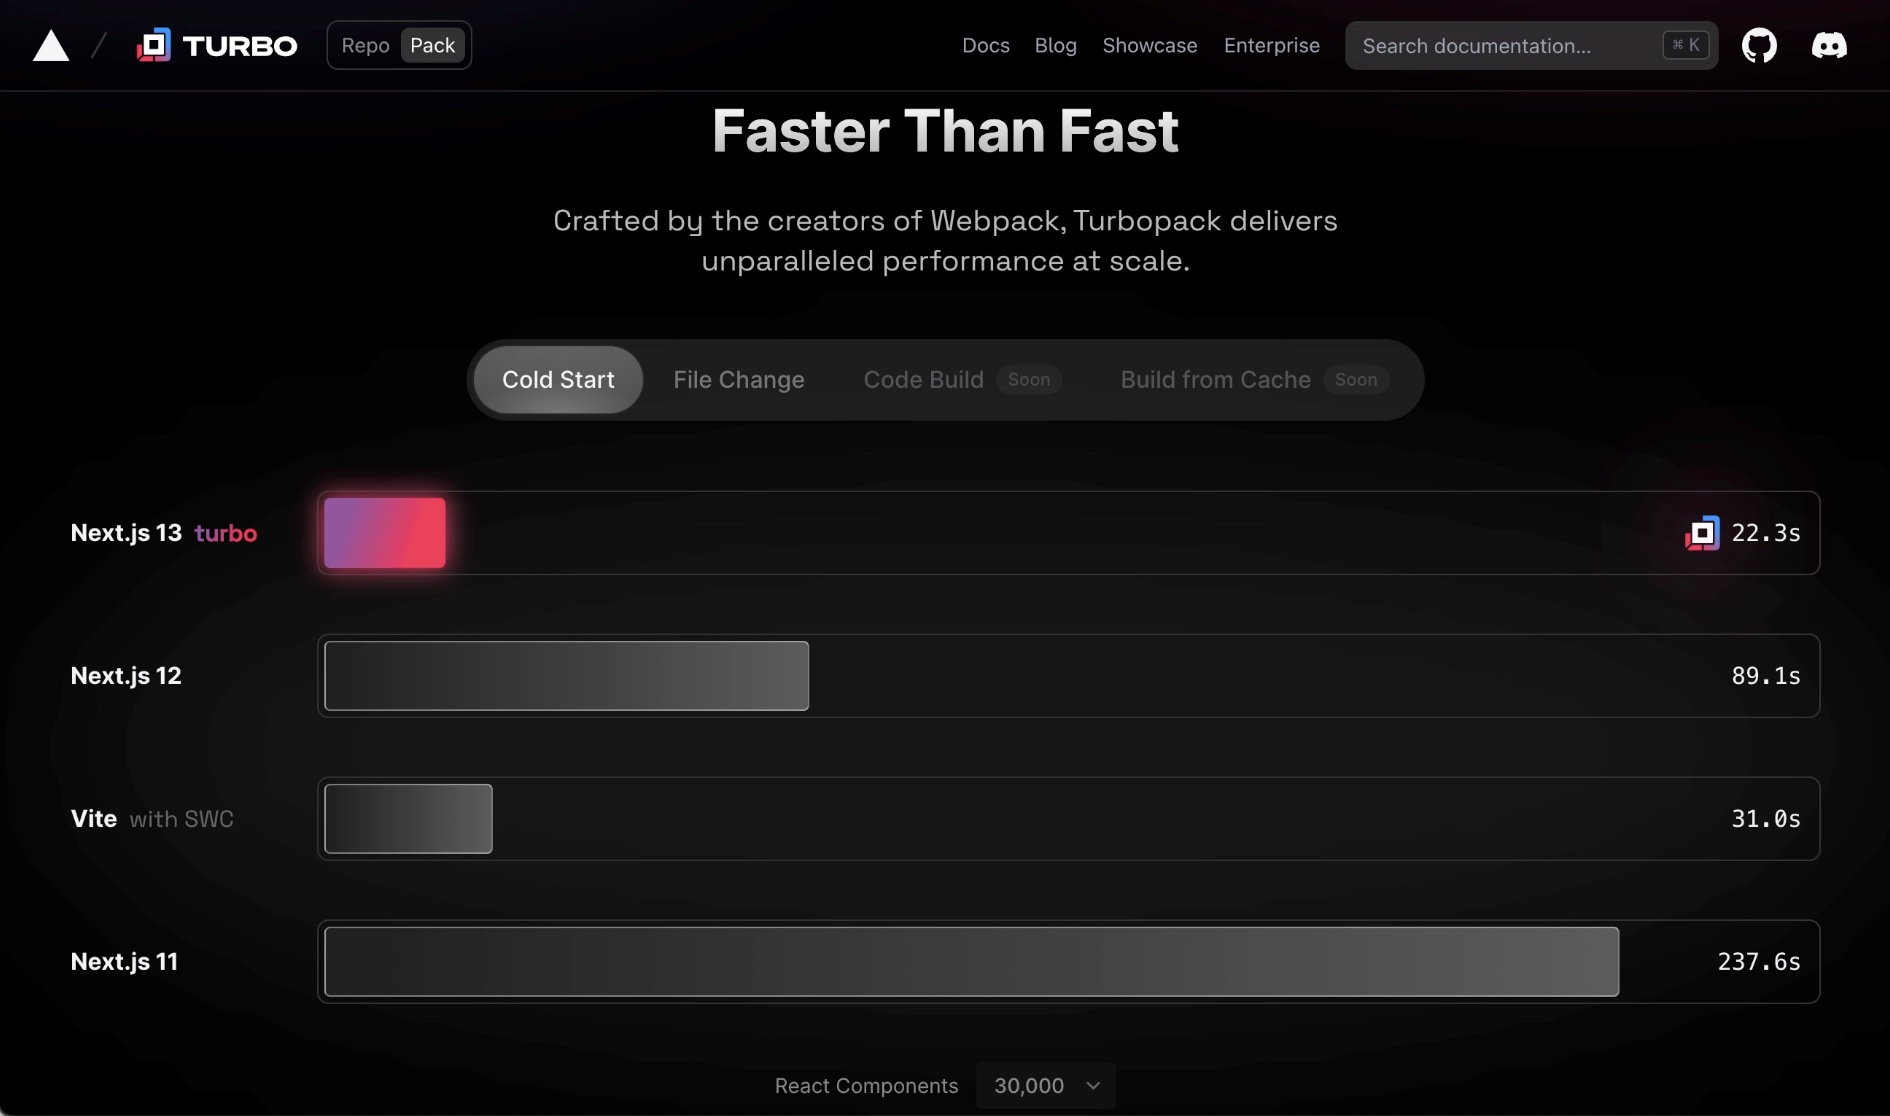 TURBO Repo Pack Docs Blog Showcase Enterprise Search documentation... ⌘ K
Faster Than Fast
Crafted by the creators of Webpack, Turbopack delivers
unparalleled performance at scale.
Cold Start File Change Code Build Soon Build from Cache Soon
Next.js 13 turbo 22.3s
Next.js 12 89.1s
Vite with SWC 31.0s
Next.js 11 237.6s
React Components 30,000